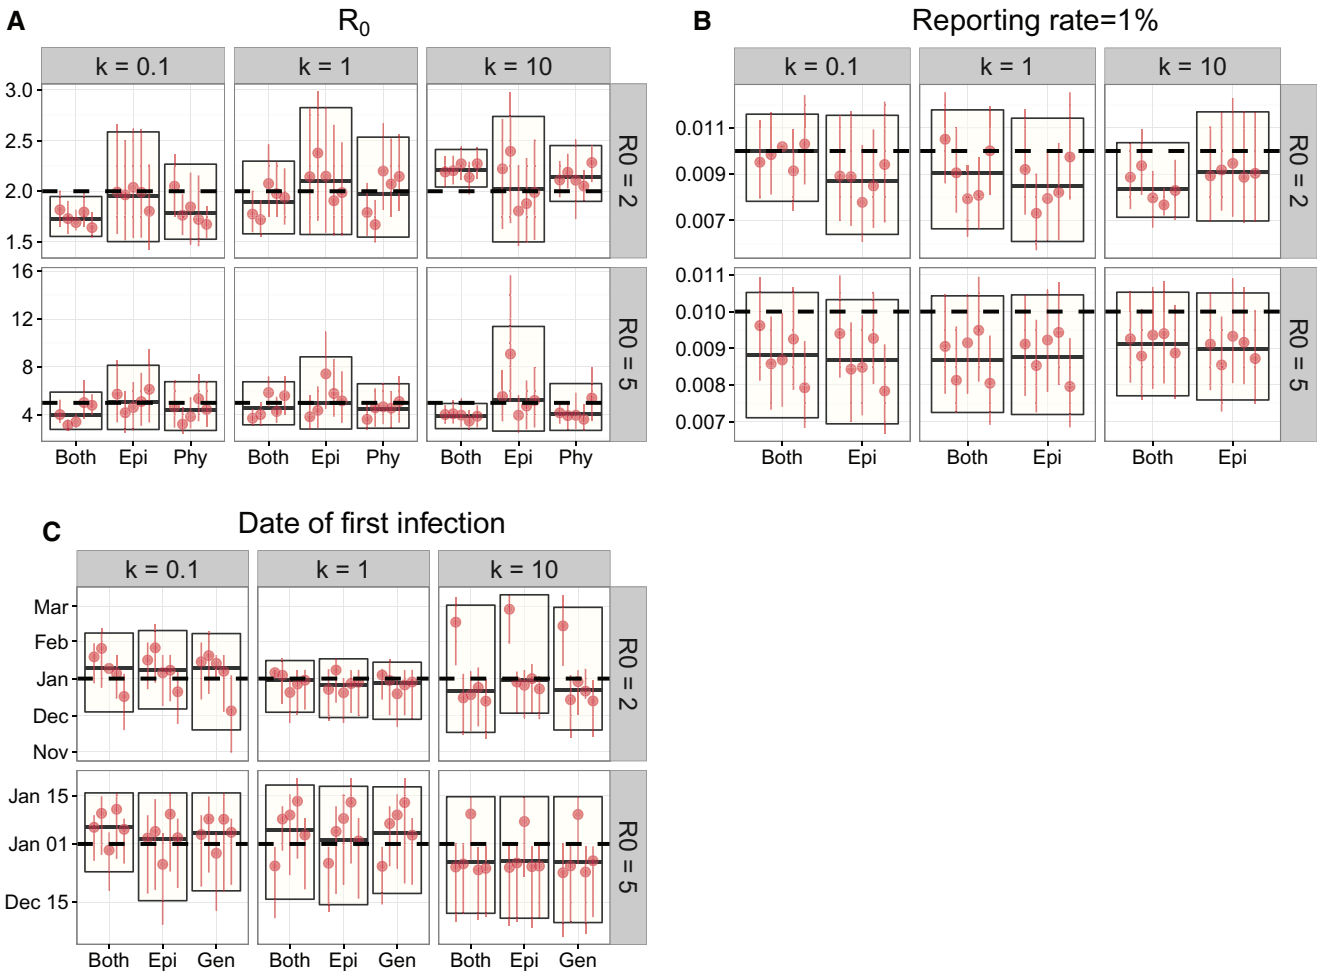 A
R0
k = 0.1
k = 1
k = 10
3.0
2.5
2.0
1.5
R0 = 2
16
12
8
4
R0 = 5
Both Epi Phy
Both Epi Phy
Both Epi Phy
B
Reporting rate=1%
k = 0.1
k = 1
k = 10
0.011
0.009
0.007
R0 = 2
0.011
0.010
0.009
0.008
0.007
R0 = 5
Both Epi
Both Epi
Both Epi
C
Date of first infection
k = 0.1
k = 1
k = 10
Mar
Feb
Jan
Dec
Nov
R0 = 2
Jan 15
Jan 01
Dec 15
R0 = 5
Both Epi Gen
Both Epi Gen
Both Epi Gen